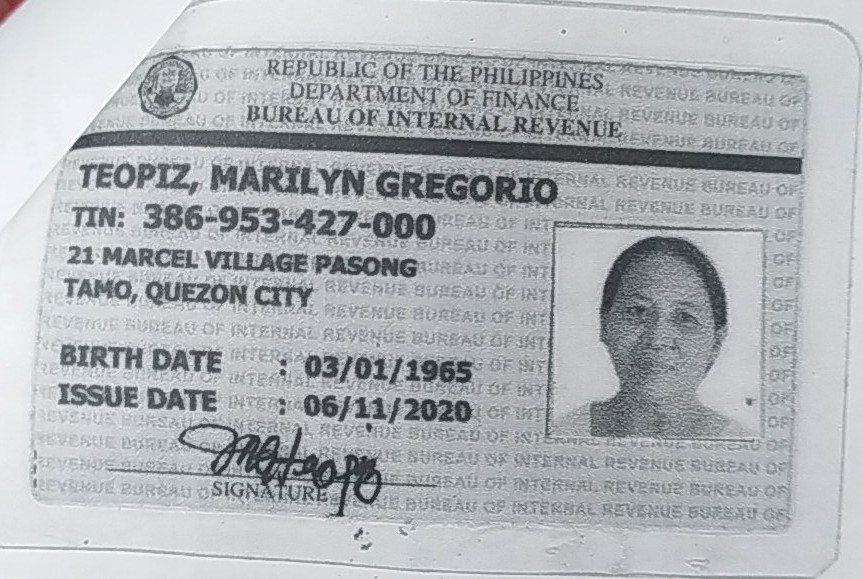 REPUBLIC OF THE PHILIPPINES
DEPARTMENT OF FINANCE
BUREAU OF INTERNAL REVENUE
TEOPIZ, MARILYN GREGORIO
TIN: 386-953-427-000
21 MARCEL VILLAGE PASONG
TAMO, QUEZON CITY
BIRTH DATE : 03/01/1965
ISSUE DATE : 06/11/2020
SIGNATURE